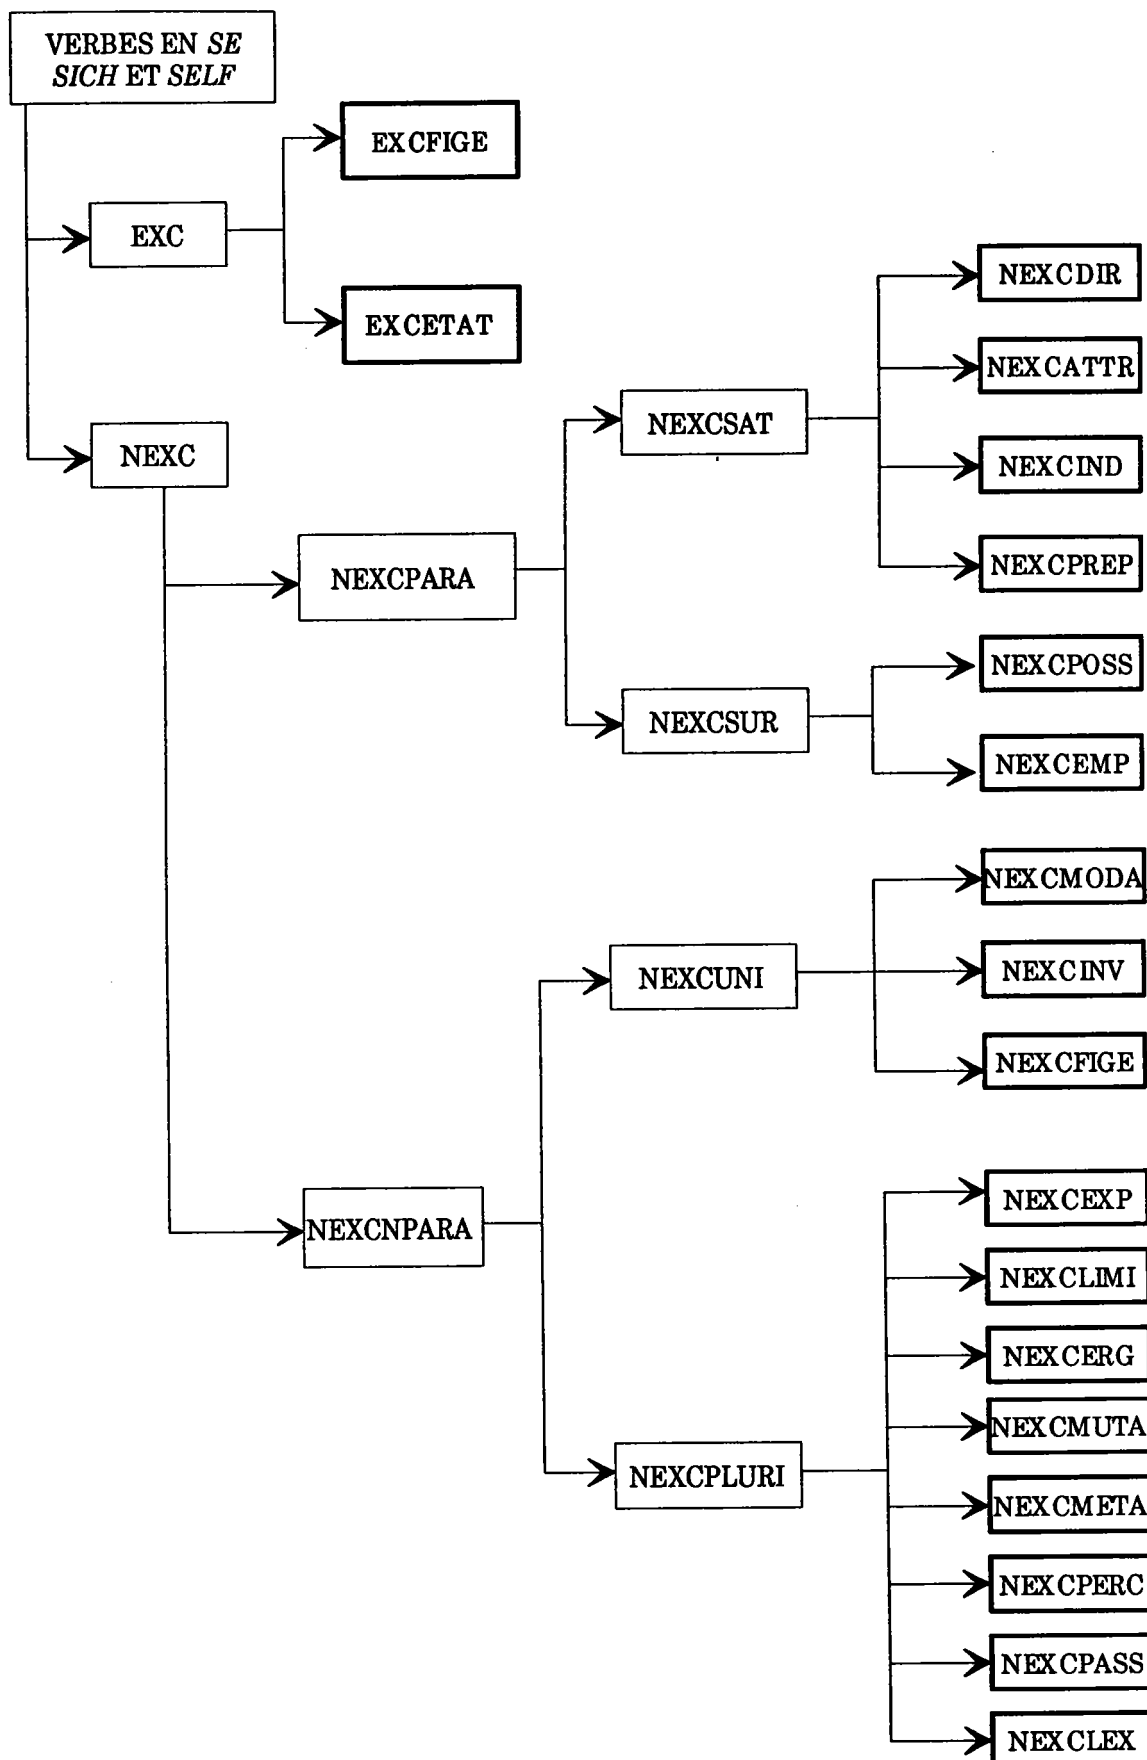 VERBES EN SE
SICH ET SELF
EXCFIGE
EXC
EXCETAT
NEXCDIR
NEXCATTR
NEXCSAT
NEXC
NEXCIND
NEXCPARA
NEXCPREP
NEXCPOSS
NEXCSUR
NEXCEMP
NEXCMODA
NEXCUNI
NEXCINV
NEXCFIGE
NEXCEXP
NEXCNPARA
NEXCLIMI
NEXCERG
NEXCMUTA
NEXCPLURI
NEXCMETA
NEXCPERC
NEXCPASS
NEXCLEX